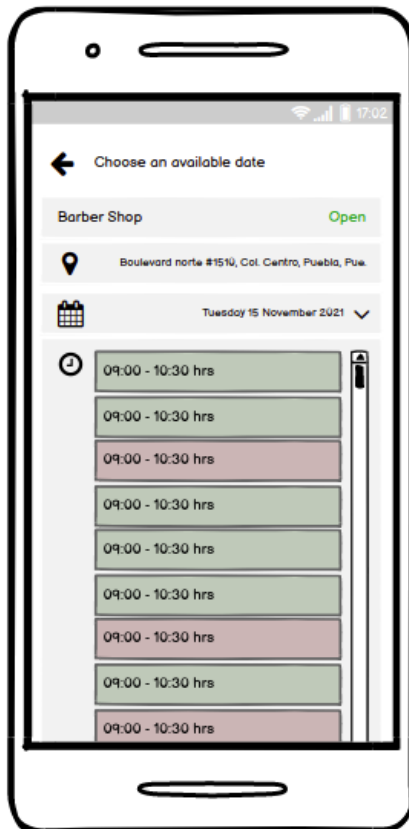 17:02
Choose an available date
Barber Shop Open
Boulevard norte #1510, Col. Centro, Puebla, Pue.
Tuesday 15 November 2021
09:00 - 10:30 hrs
09:00 - 10:30 hrs
09:00 - 10:30 hrs
09:00 - 10:30 hrs
09:00 - 10:30 hrs
09:00 - 10:30 hrs
09:00 - 10:30 hrs
09:00 - 10:30 hrs
09:00 - 10:30 hrs